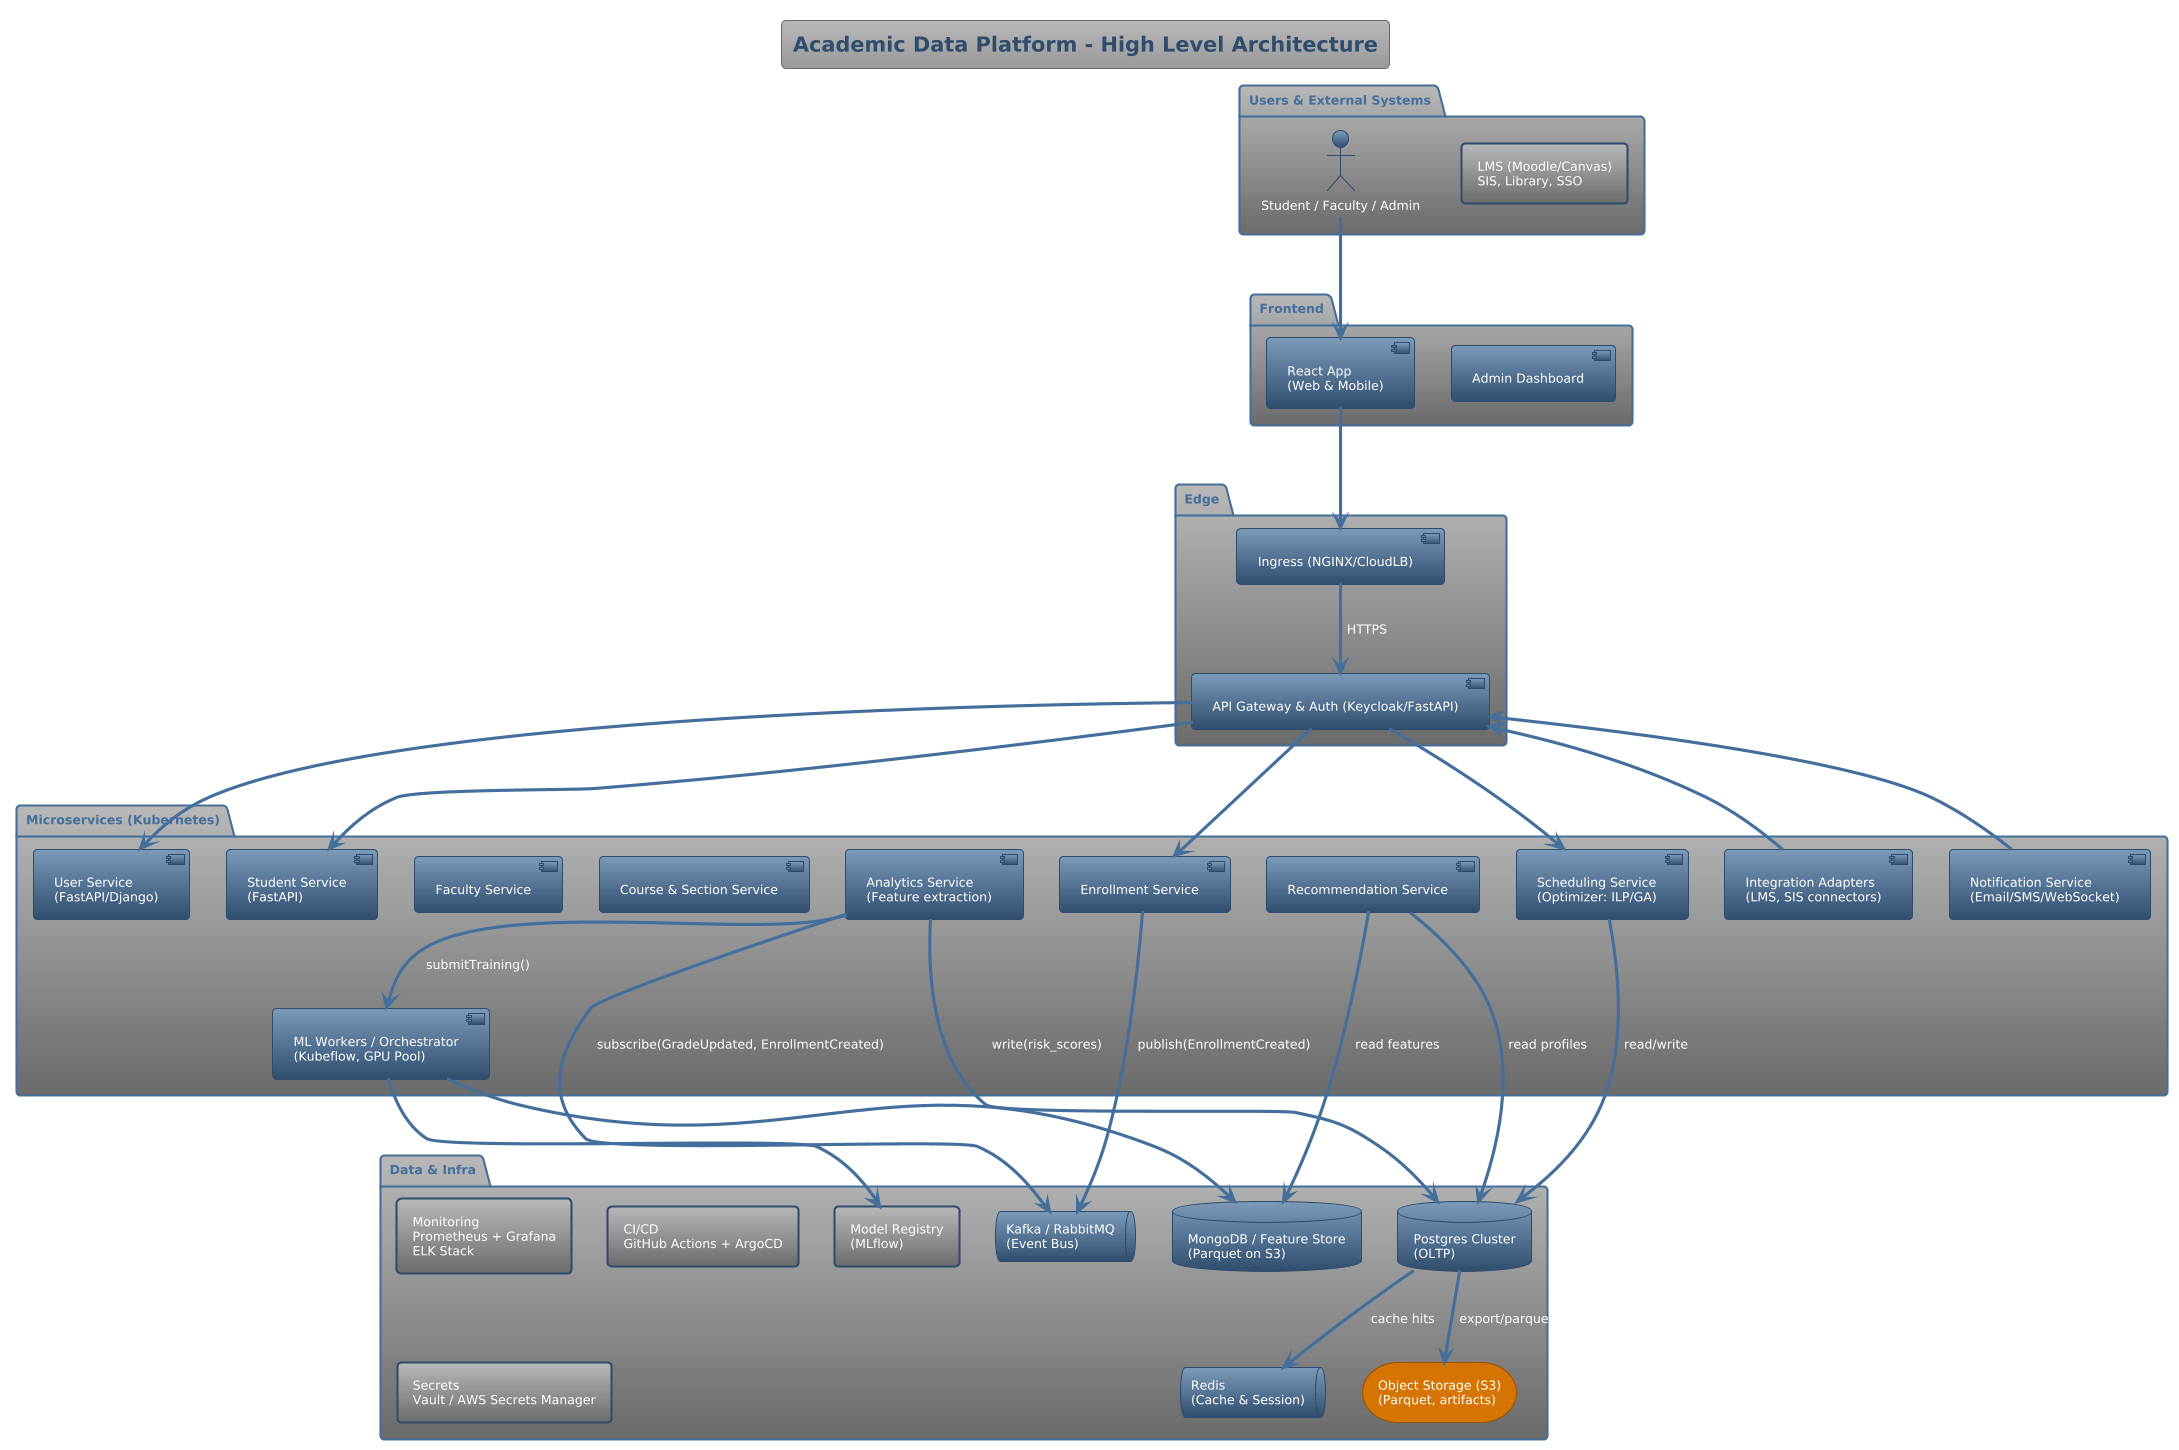 Academic Data Platform - High Level Architecture
Users & External Systems
LMS (Moodle/Canvas)
SIS, Library, SSO
Student / Faculty / Admin
Frontend
React App
(Web & Mobile)
Admin Dashboard
Edge
Ingress (NGINX/CloudLB)
HTTPS
API Gateway & Auth (Keycloak/FastAPI)
Microservices (Kubernetes)
User Service
(FastAPI/Django)
Student Service
(FastAPI)
Faculty Service
Course & Section Service
Analytics Service
(Feature extraction)
Enrollment Service
Recommendation Service
Scheduling Service
(Optimizer: ILP/GA)
Integration Adapters
(LMS, SIS connectors)
Notification Service
(Email/SMS/WebSocket)
submitTraining()
ML Workers / Orchestrator
(Kubeflow, GPU Pool)
subscribe(GradeUpdated, EnrollmentCreated)
write(risk_scores)
publish(EnrollmentCreated)
read features
read profiles
read/write
Data & Infra
Monitoring
Prometheus + Grafana
ELK Stack
CI/CD
GitHub Actions + ArgoCD
Model Registry
(MLflow)
Kafka / RabbitMQ
(Event Bus)
MongoDB / Feature Store
(Parquet on S3)
Postgres Cluster
(OLTP)
cache hits
export/parque
Secrets
Vault / AWS Secrets Manager
Redis
(Cache & Session)
Object Storage (S3)
(Parquet, artifacts)